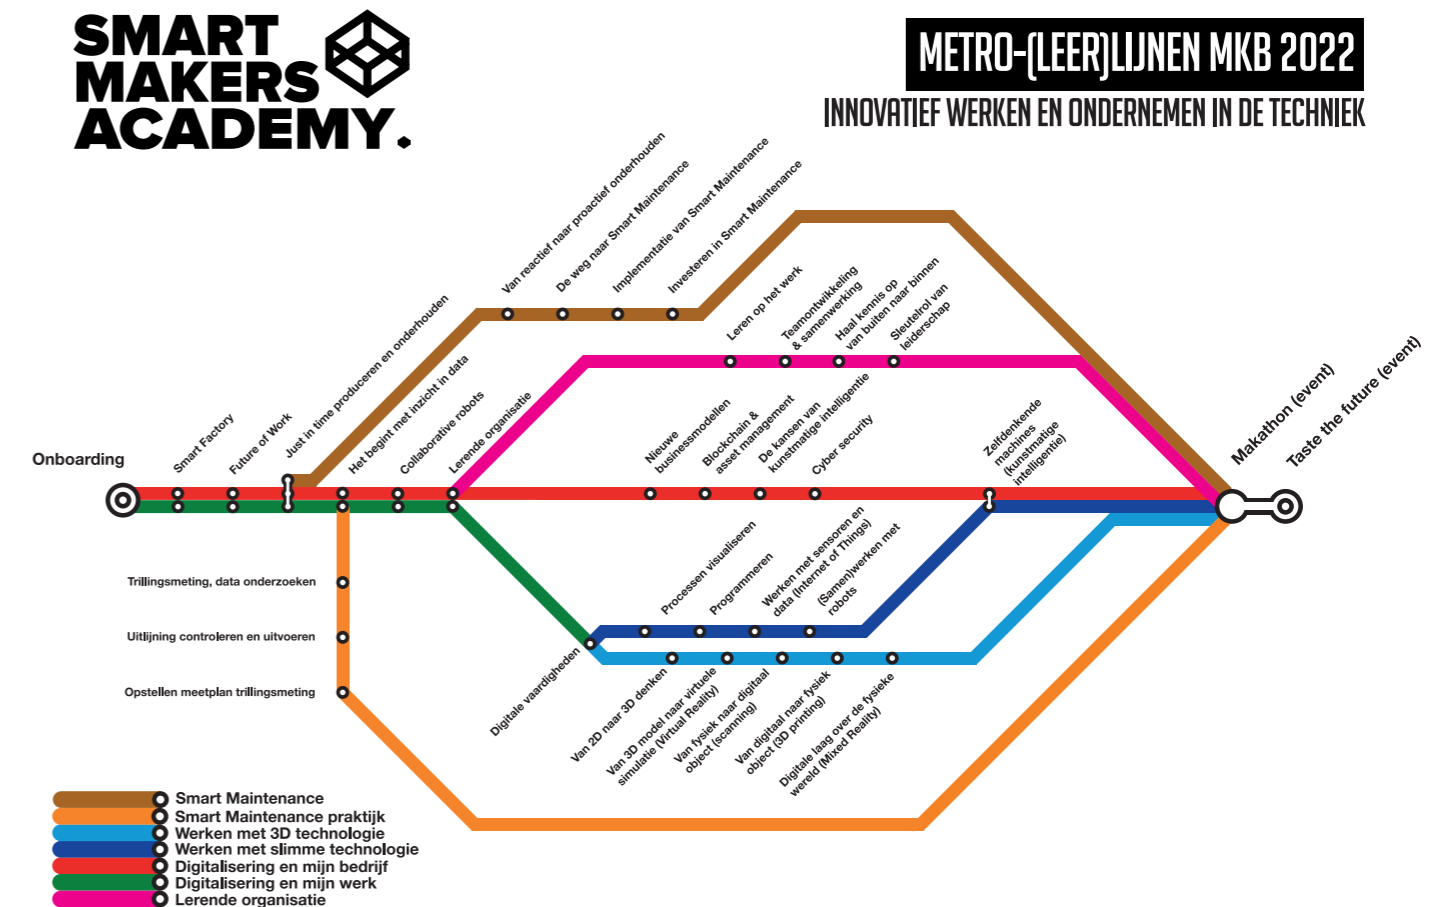 SMART
MAKERS
ACADEMY.
METRO-(LEER)LIJNEN MKB 2022
INNOVATIEF WERKEN EN ONDERNEMEN IN DE TECHNIEK
Van reactief naar proactief onderhouden
De weg naar Smart Maintenance
Implementatie van Smart Maintenance
Investeren in Smart Maintenance
Leren op het werk
Teamontwikkeling
& samenwerking
Haal kennis op
van buiten naar binnen
Sleutelrol van
leiderschap
Onboarding
Smart Factory
Future of Work
Just in time produceren en onderhouden
Het begint met inzicht in data
Collaborative robots
Lerende organisatie
Nieuwe
businessmodellen
Blockchain &
asset management
De kansen van
kunstmatige intelligentie
Cyber security
Zelfdenkende
machines
(kunstmatige
intelligentie)
Makathon (event)
Taste the future (event)
Trillingsmeting, data onderzoeken
Uitlijning controleren en uitvoeren
Opstellen meetplan trillingsmeting
Processen visualiseren
Programmeren
Werken met sensoren en
data (Internet of Things)
(Samen)werken met
robots
Digitale vaardigheden
Van 2D naar 3D denken
Van 3D model naar virtuele
simulatie (Virtual Reality)
Van fysiek naar digitaal
object (scanning)
Van digitaal naar fysiek
object (3D printing)
Digitale laag over de fysieke
wereld (Mixed Reality)
Smart Maintenance
Smart Maintenance praktijk
Werken met 3D technologie
Werken met slimme technologie
Digitalisering en mijn bedrijf
Digitalisering en mijn werk
Lerende organisatie